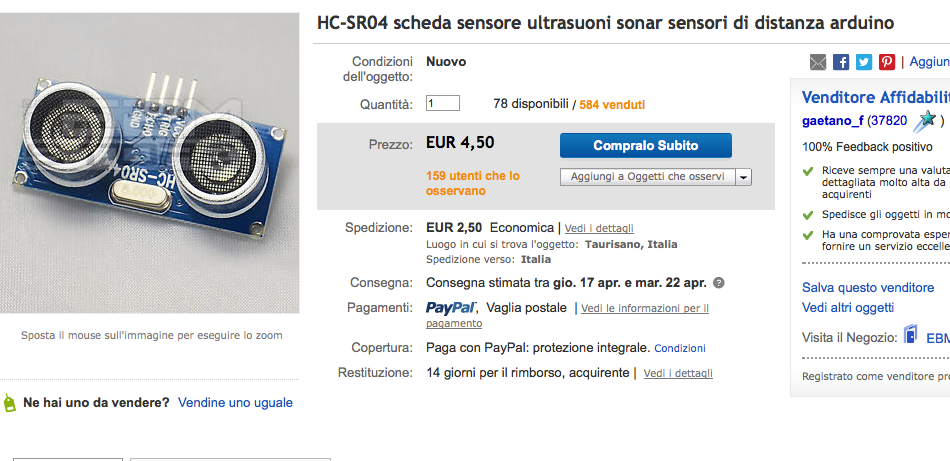 HC-SR04 scheda sensore ultrasuoni sonar sensori di distanza arduino
HC-SR04
Condizioni
dell'oggetto:
Nuovo
Quantità:
1
78 disponibili / 584 venduti
Prezzo:
EUR 4,50
Compralo Subito
159 utenti che lo
osservano
Aggiungi a Oggetti che osservi
Spedizione:
EUR 2,50 Economica | Vedi i dettagli
Luogo in cui si trova l'oggetto: Taurisano, Italia
Spedizione verso: Italia
Consegna:
Consegna stimata tra gio. 17 apr. e mar. 22 apr. ?
Pagamenti:
PayPal, Vaglia postale | Vedi le informazioni per il
pagamento
Copertura:
Paga con PayPal: protezione integrale. Condizioni
Restituzione:
14 giorni per il rimborso, acquirente | Vedi i dettagli
Sposta il mouse sull'immagine per eseguire lo zoom
Ne hai uno da vendere? Vendine uno uguale
| Aggiun
Venditore Affidabilit
gaetano_f (37820 )
100% Feedback positivo
Riceve sempre una valuta
dettagliata molto alta da
acquirenti
Spedisce gli oggetti in mo
Ha una comprovata esper
fornire un servizio eccelle
Salva questo venditore
Vedi altri oggetti
Visita il Negozio: EBM
Registrato come venditore pro